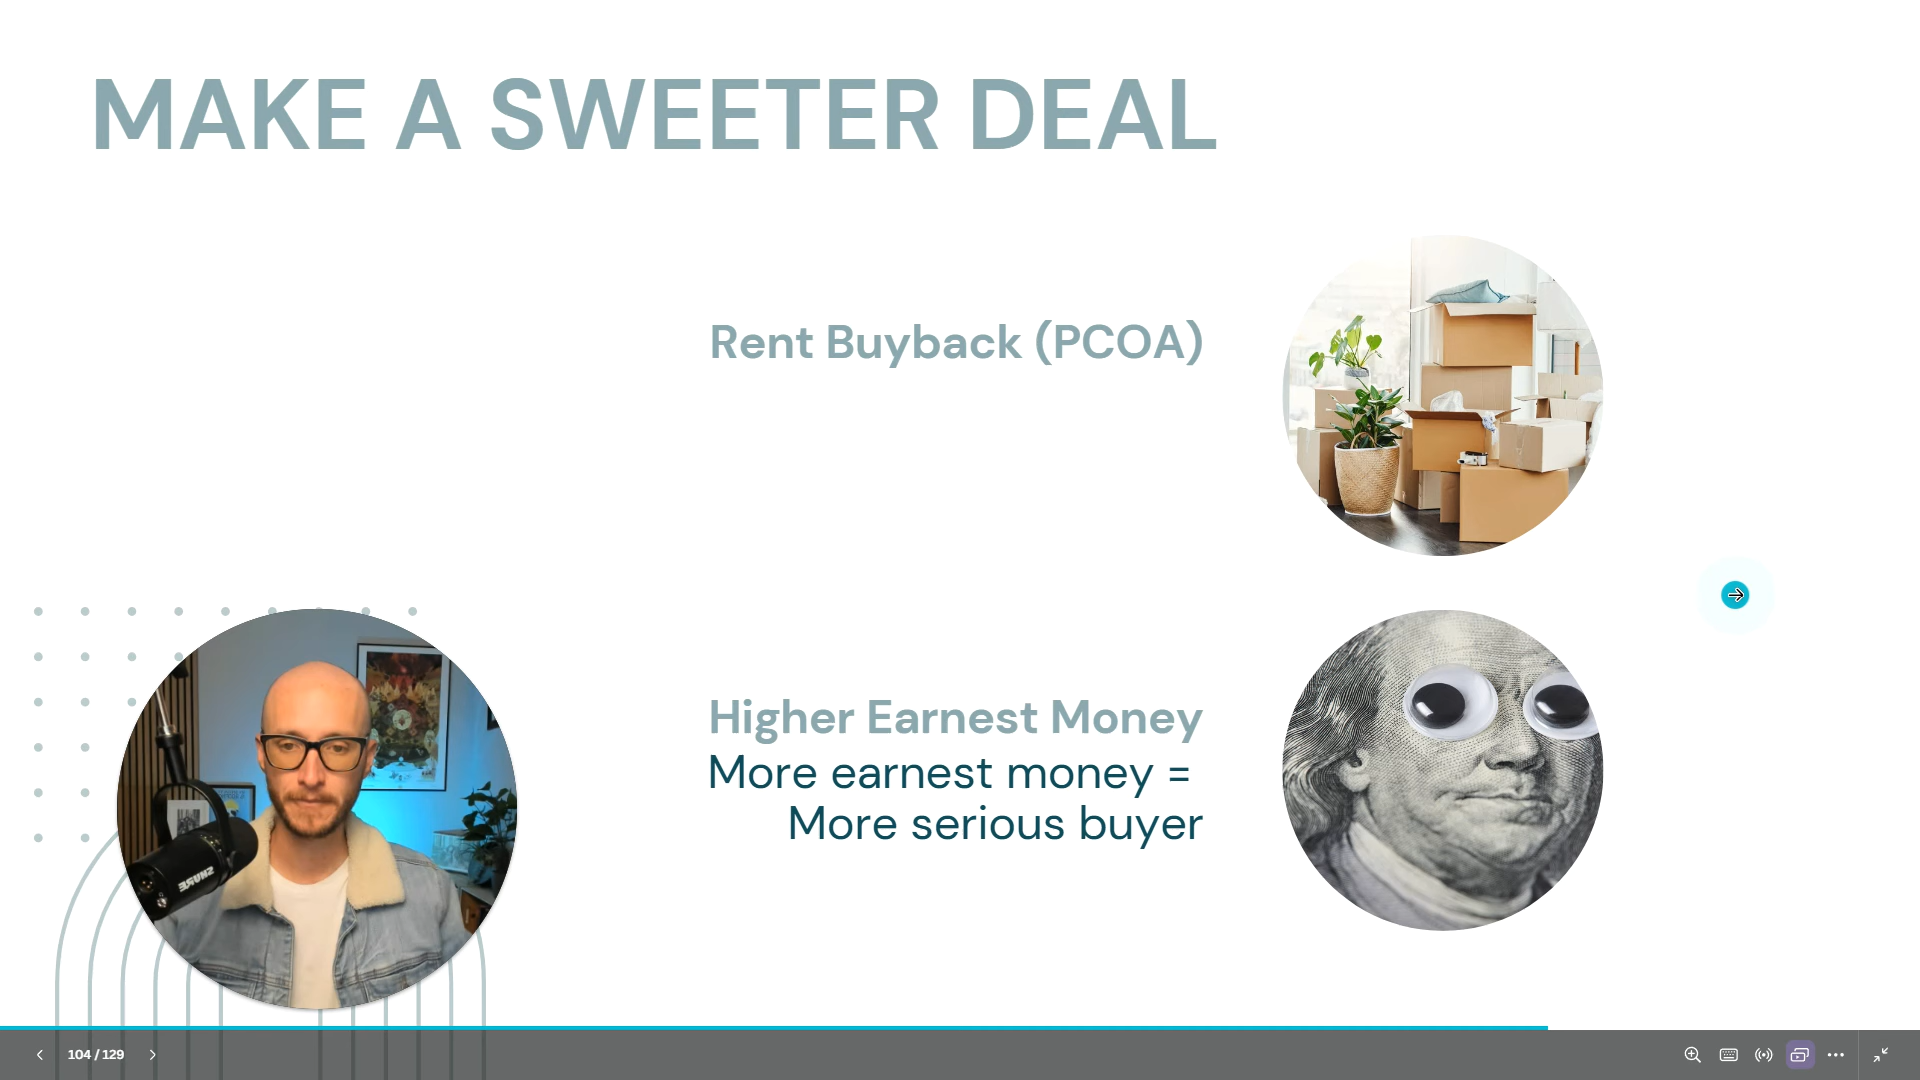 MAKE A SWEETER DEAL
Rent Buyback (PCOA)
Higher Earnest Money
More earnest money =
More serious buyer
SHURE
104 / 129